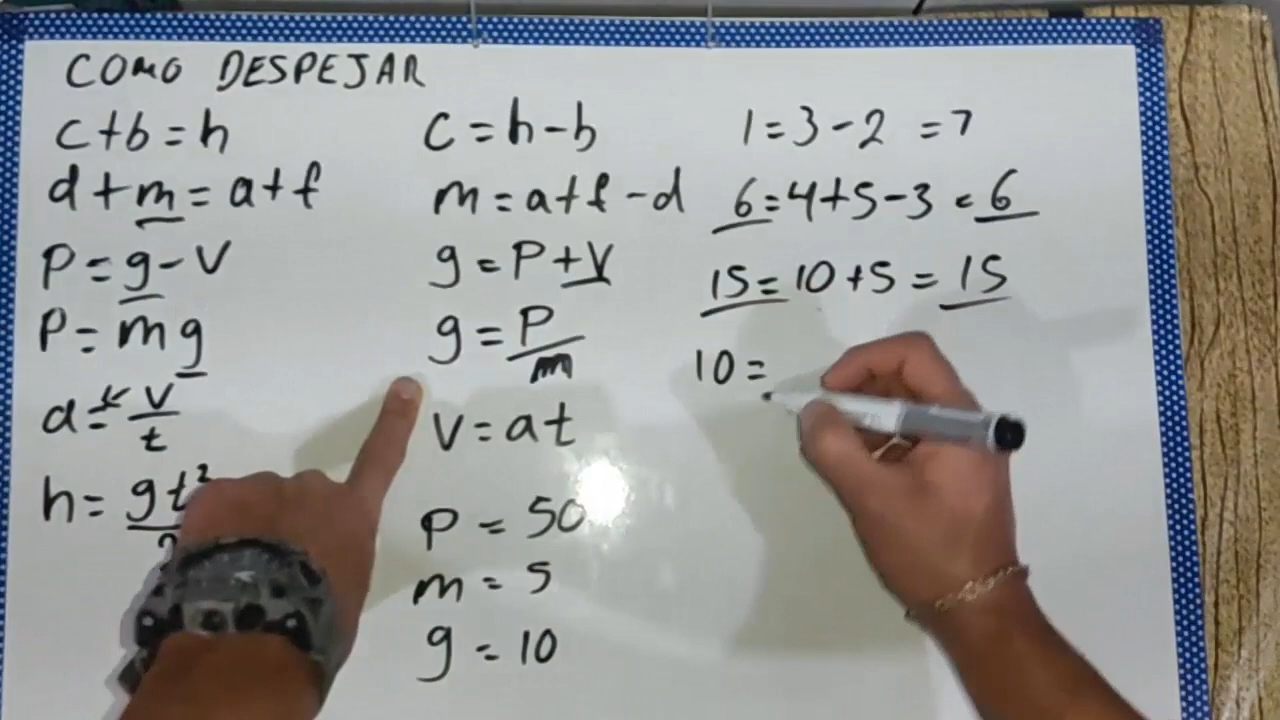 COMO DESPEJAR
C+b=h
d+m=a+f
P=g-V
P=mg
a=v/t
h=gt²/
C=h-b
m=a+f-d
g=P+V
g=P/m
V=at
P=50
m=5
g=10
1=3-2=7
6=4+5-3=6
15=10+5=15
10=